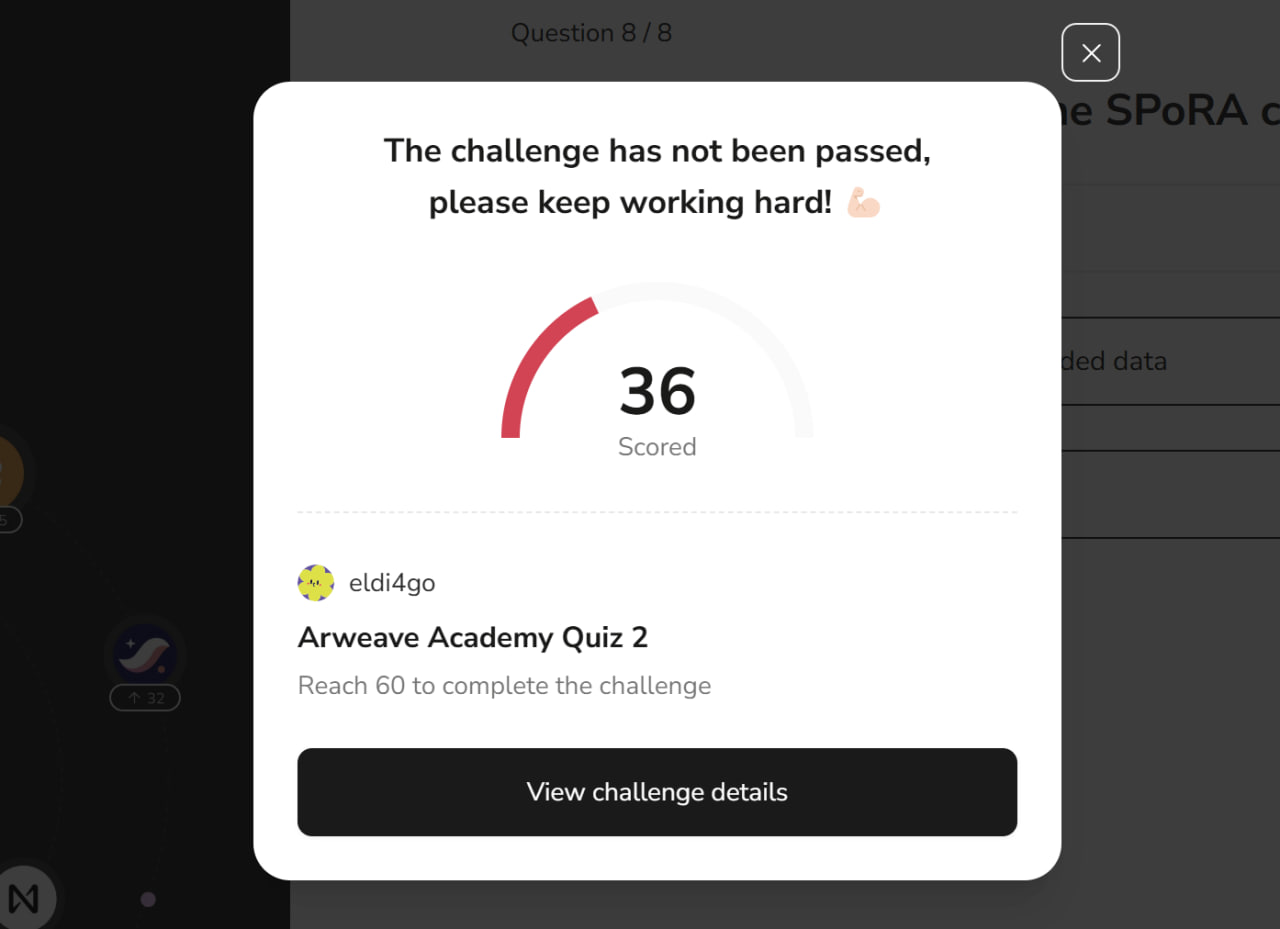 Question 8 / 8
ne SPoRA c
The challenge has not been passed,
please keep working hard! 💪🏻
ded data
36
Scored
5
eldi4go
Arweave Academy Quiz 2
Reach 60 to complete the challenge
↑ 32
View challenge details